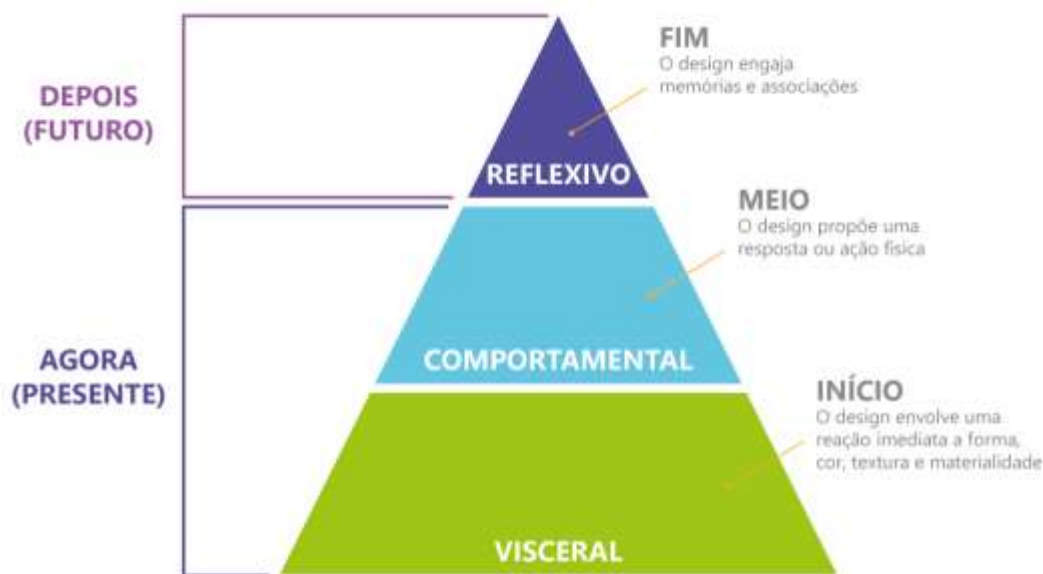 FIM
O design engaja
memórias e associações
DEPOIS
(FUTURO)
REFLEXIVO
MEIO
O design propõe uma
resposta ou ação física
AGORA
(PRESENTE)
COMPORTAMENTAL
INÍCIO
O design envolve uma
reação imediata a forma,
cor, textura e materialidade
VISCERAL